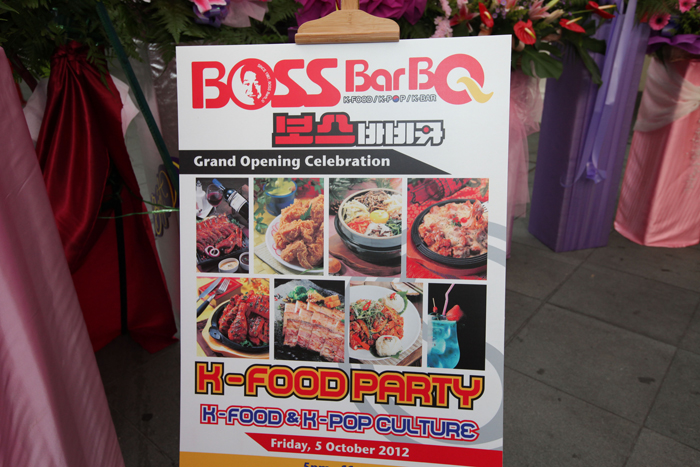 BOSS BarBQ
K-FOOD / K-POP / K-BAR
보스바비큐
Grand Opening Celebration
K-FOOD PARTY
K-FOOD & K-POP CULTURE
Friday, 5 October 2012